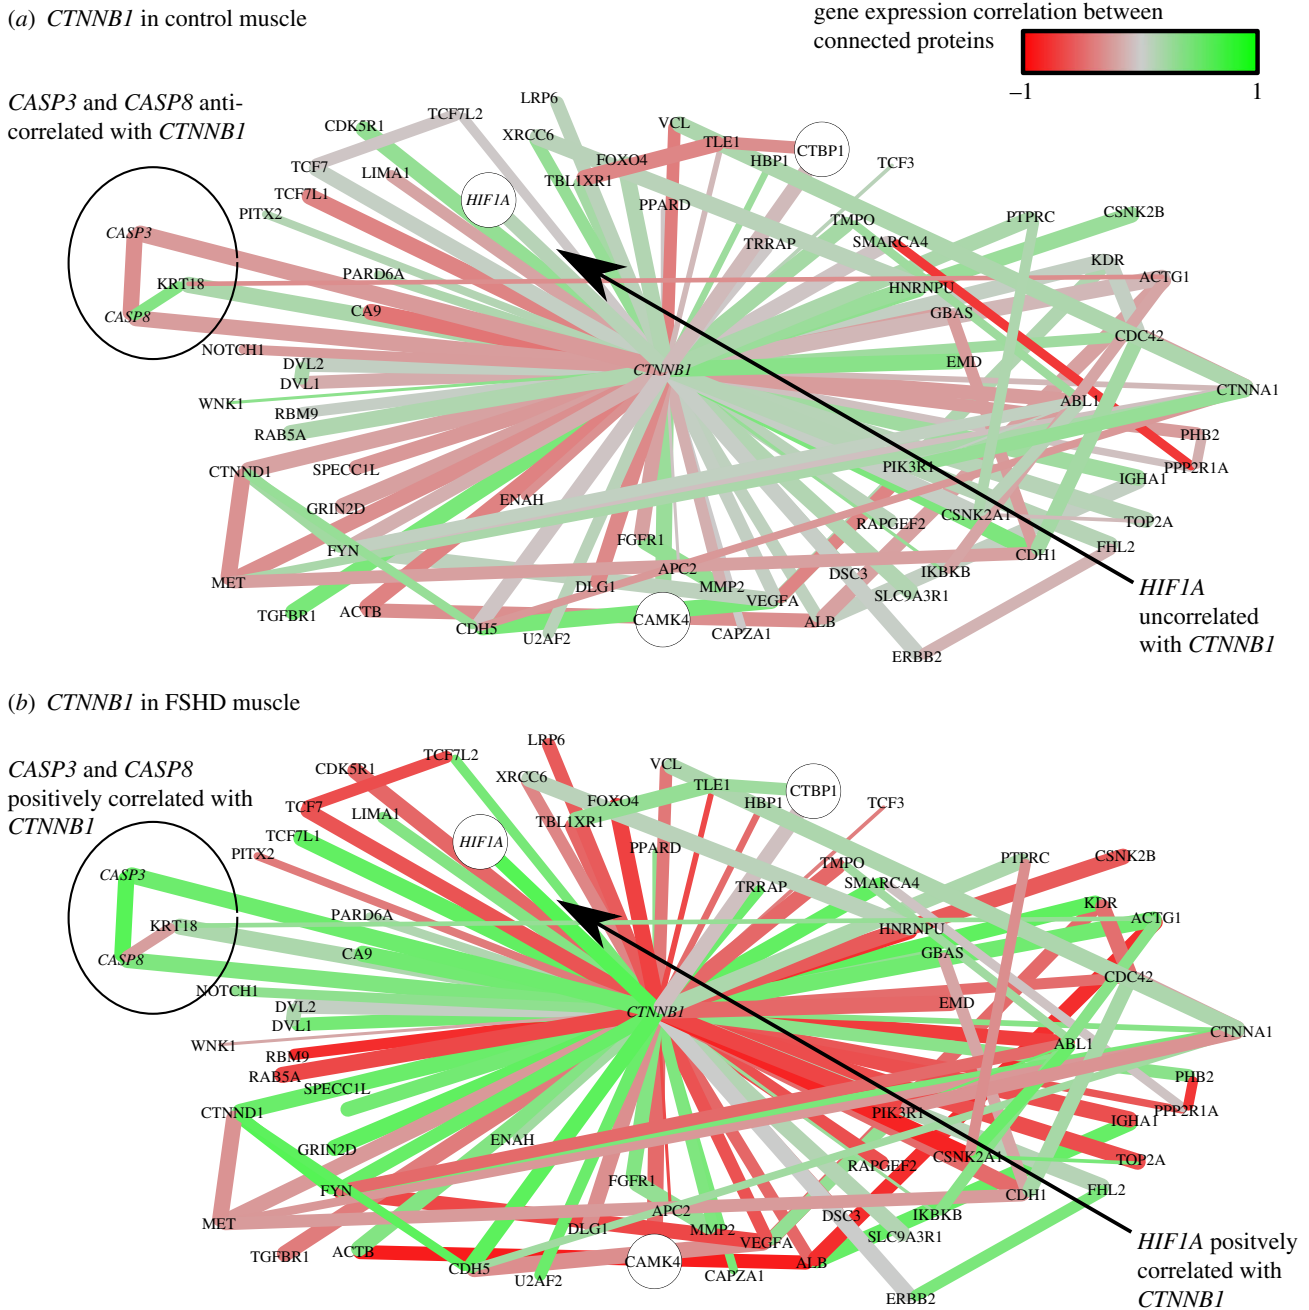 (a) CTNNB1 in control muscle
gene expression correlation between
connected proteins
–1
1
CASP3 and CASP8 anti-
correlated with CTNNB1
LRP6
TCF7L2
CDK5R1
XRCC6
VCL
TLE1
CTBP1
FOXO4
HBP1
TCF3
TCF7
LIMA1
TBL1XR1
TCF7L1
HIF1A
PITX2
PPARD
TMPO
PTPRC
CSNK2B
CASP3
TRRAP
SMARCA4
KDR
PARD6A
ACTG1
KRT18
HNRNPU
CA9
GBAS
CASP8
CDC42
NOTCH1
DVL2
EMD
CTNNB1
DVL1
CTNNA1
WNK1
ABL1
RBM9
RAB5A
PHB2
CTNND1
SPECC1L
PIK3R1
PPP2R1A
IGHA1
GRIN2D
ENAH
CSNK2A1
TOP2A
RAPGEF2
FYN
FGFR1
CDH1
FHL2
MET
APC2
DSC3
IKBKB
DLG1
MMP2
SLC9A3R1
HIF1A
uncorrelated
with CTNNB1
TGFBR1
ACTB
VEGFA
CDH5
CAMK4
ALB
U2AF2
CAPZA1
ERBB2
(b) CTNNB1 in FSHD muscle
CASP3 and CASP8
positively correlated with
CTNNB1
LRP6
TCF7L2
CDK5R1
XRCC6
VCL
TLE1
CTBP1
FOXO4
HBP1
TCF3
TCF7
LIMA1
TBL1XR1
TCF7L1
HIF1A
PITX2
PPARD
TMPO
PTPRC
CSNK2B
CASP3
TRRAP
SMARCA4
KDR
PARD6A
ACTG1
KRT18
HNRNPU
CA9
GBAS
CASP8
CDC42
NOTCH1
DVL2
EMD
CTNNB1
DVL1
CTNNA1
WNK1
ABL1
RBM9
RAB5A
PHB2
SPECC1L
CTNND1
PIK3R1
PPP2R1A
IGHA1
GRIN2D
ENAH
CSNK2A1
TOP2A
RAPGEF2
FYN
FGFR1
CDH1
FHL2
MET
APC2
DSC3
IKBKB
DLG1
MMP2
SLC9A3R1
HIF1A positvely
correlated with
CTNNB1
TGFBR1
ACTB
VEGFA
CDH5
CAMK4
ALB
U2AF2
CAPZA1
ERBB2